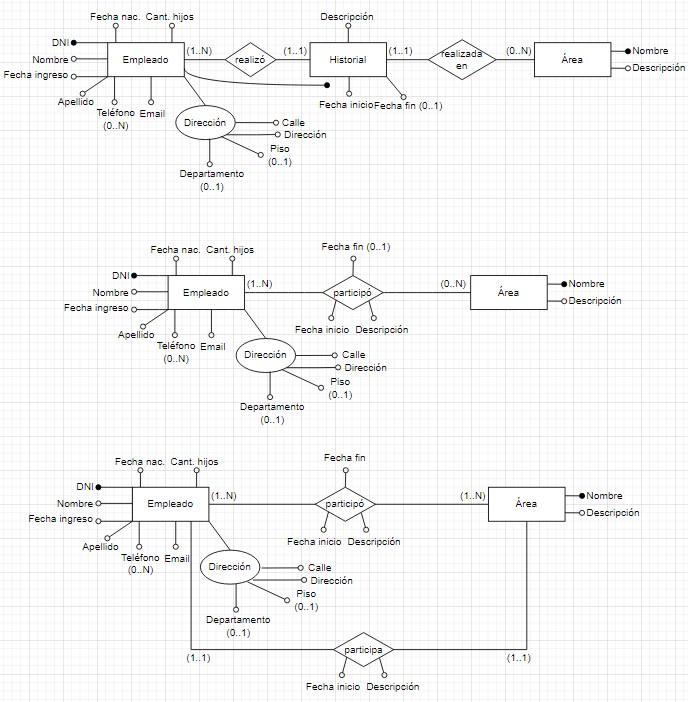 Fecha nac. Cant. hijos Descripción
DNI (1..N) (1..1) (1..1) (0..N) Nombre
Nombre Empleado realizó Historial realizada
en Área
Fecha ingreso Descripción
Apellido Teléfono
(0..N) Email Fecha inicio Fecha fin (0..1)
Dirección Calle
Dirección
Piso
(0..1)
Departamento
(0..1)
Fecha nac. Cant. hijos Fecha fin (0..1)
DNI (1..N) (0..N) Nombre
Nombre Empleado participó Área
Fecha ingreso Descripción
Apellido Teléfono
(0..N) Email Fecha inicio Descripción
Dirección Calle
Dirección
Piso
(0..1)
Departamento
(0..1)
Fecha nac. Cant. hijos Fecha fin
DNI (1..N) (1..N) Nombre
Nombre Empleado participó Área
Fecha ingreso Descripción
Apellido Teléfono
(0..N) Email Fecha inicio Descripción
Dirección Calle
Dirección
Piso
(0..1)
Departamento
(0..1)
(1..1) participa (1..1)
Fecha inicio Descripción